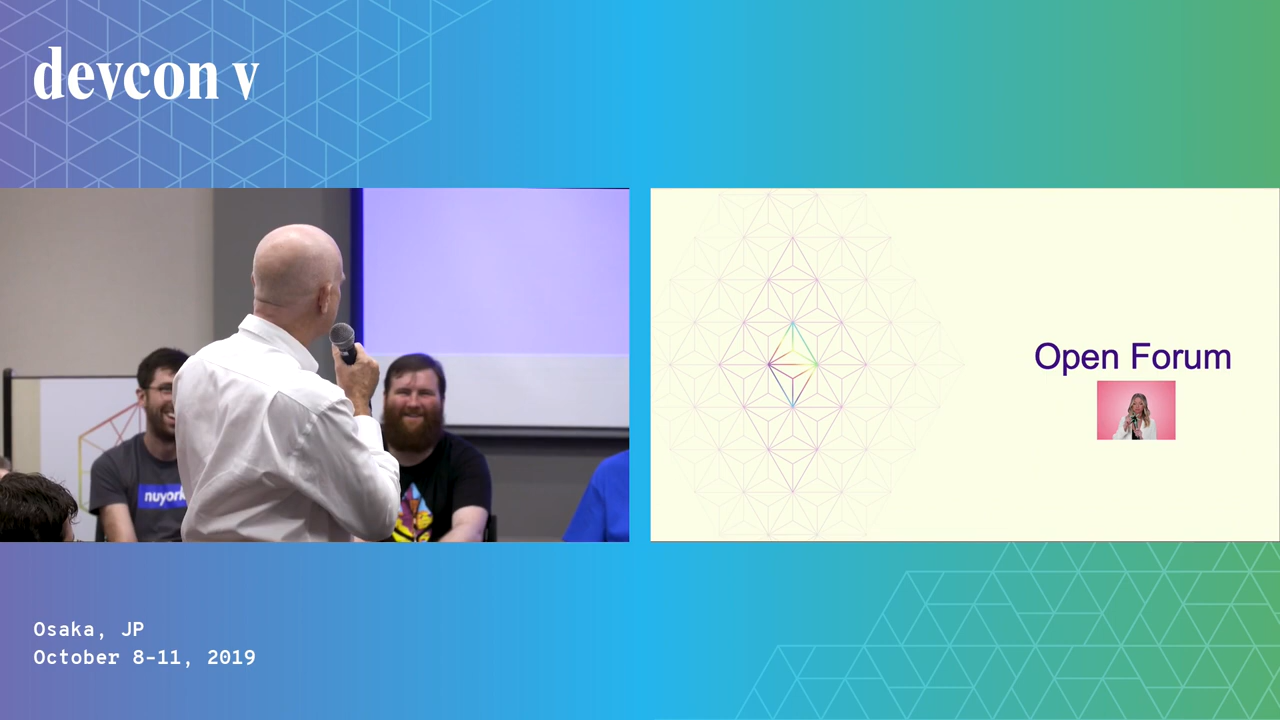 devcon v
nuyork
Open Forum
Osaka, JP
October 8-11, 2019